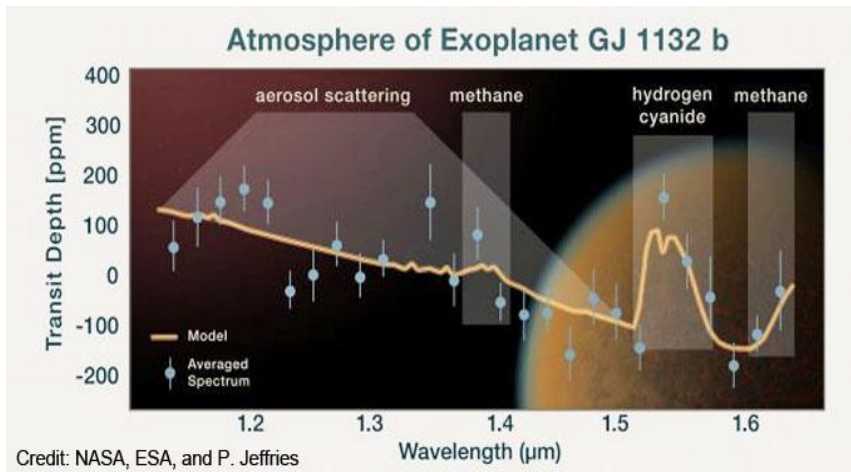 Atmosphere of Exoplanet GJ 1132 b
400
300
200
100
0
-100
-200
Transit Depth [ppm]
aerosol scattering
methane
hydrogen
cyanide
methane
Model
Averaged
Spectrum
1.2
1.3
1.4
1.5
1.6
Wavelength (μm)
Credit: NASA, ESA, and P. Jeffries